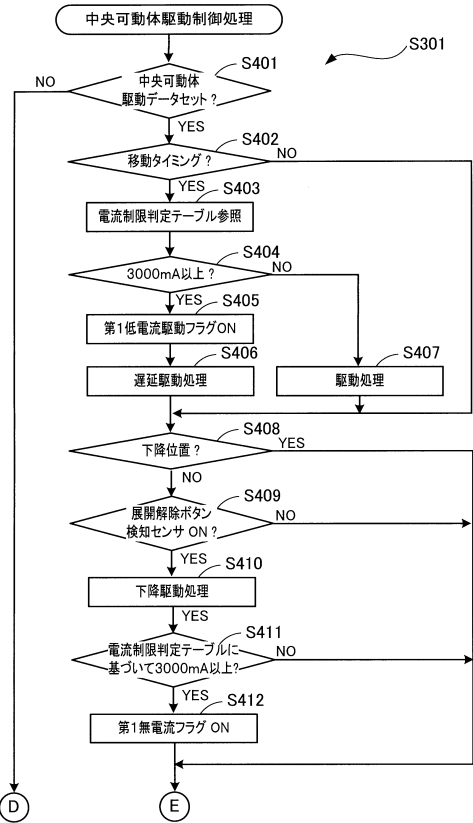 中央可動体駆動制御処理
S301
S401
NO
中央可動体
駆動データセット?
YES
S402
移動タイミング?
NO
YES
S403
電流制限判定テーブル参照
S404
3000mA以上?
NO
YES
S405
第1低電流駆動フラグON
S406
遅延駆動処理
S407
駆動処理
S408
下降位置?
YES
NO
S409
展開解除ボタン
検知センサ ON?
NO
YES
S410
下降駆動処理
YES
S411
電流制限判定テーブルに
基づいて3000mA以上?
NO
YES
S412
第1無電流フラグ ON
D
E